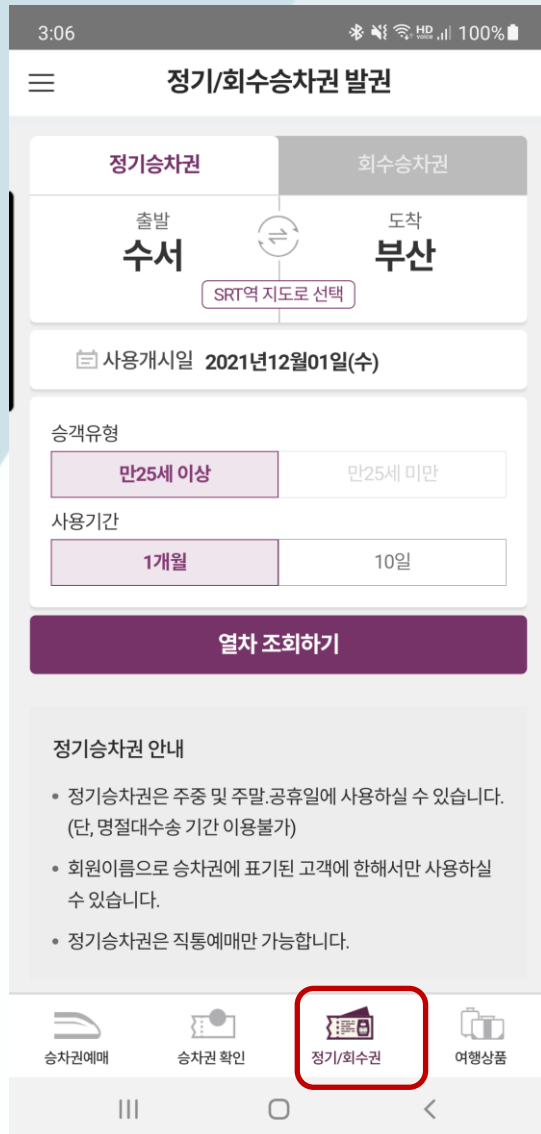 3:06 HD voice 100%
정기/회수승차권 발권
정기승차권 회수승차권
출발 도착
수서 부산
SRT역 지도로 선택
사용개시일 2021년12월01일(수)
승객유형
만25세 이상 만25세 미만
사용기간
1개월 10일
열차 조회하기
정기승차권 안내
• 정기승차권은 주중 및 주말.공휴일에 사용하실 수 있습니다.
(단, 명절대수송 기간 이용불가)
• 회원이름으로 승차권에 표기된 고객에 한해서만 사용하실
수 있습니다.
• 정기승차권은 직통예매만 가능합니다.
승차권예매 승차권 확인 정기/회수권 여행상품